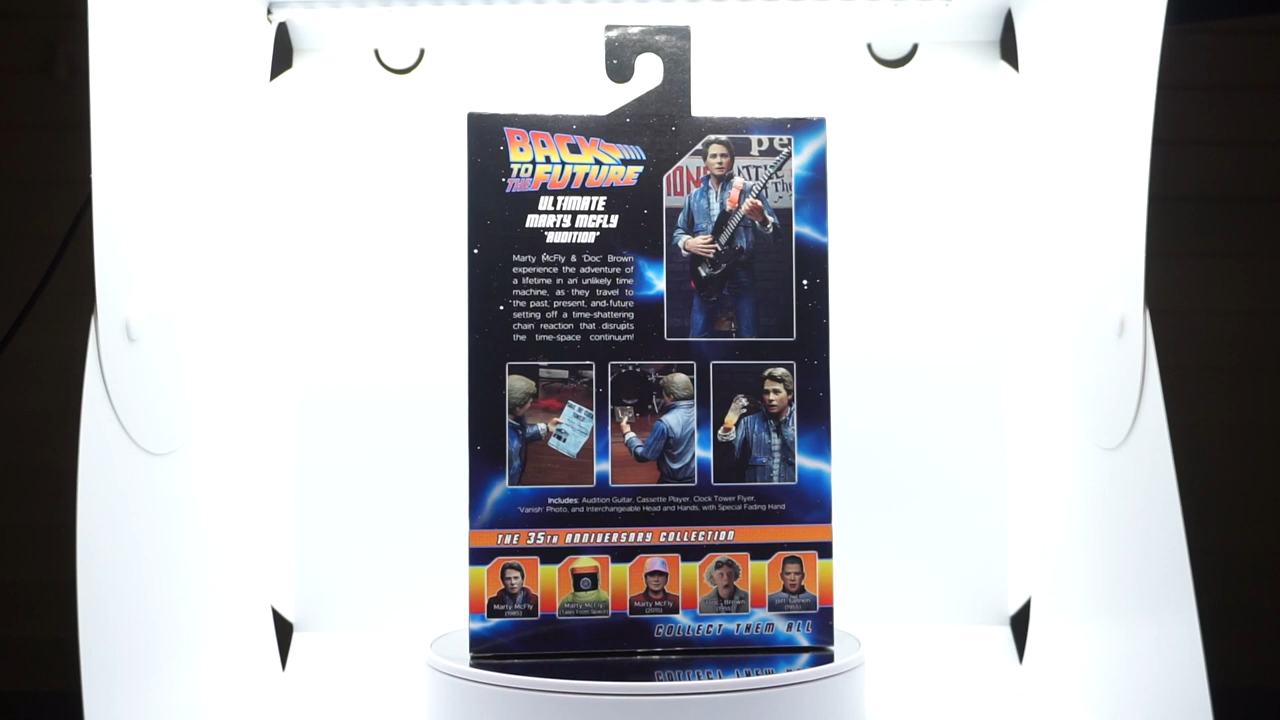 BACK
TO
THE FUTURE
ULTIMATE
MARTY MCFLY
'AUDITION'
Marty McFly & 'Doc' Brown
experience the adventure of
a lifetime in an unlikely time
machine, as they travel to
the past, present, and future
setting off a time-shattering
chain reaction that disrupts
the time-space continuum!
pe
Includes: Audition Guitar, Cassette Player, Clock Tower Flyer,
'Vanish' Photo, and Interchangeable Head and Hands, with Special Fading Hand
THE 35TH ANNIVERSARY COLLECTION
Marty McFly
(1985)
Marty McFly
(Tales From Space)
Marty McFly
(2015)
'Doc' Brown
(1955)
Biff Tannen
(1955)
COLLECT THEM ALL